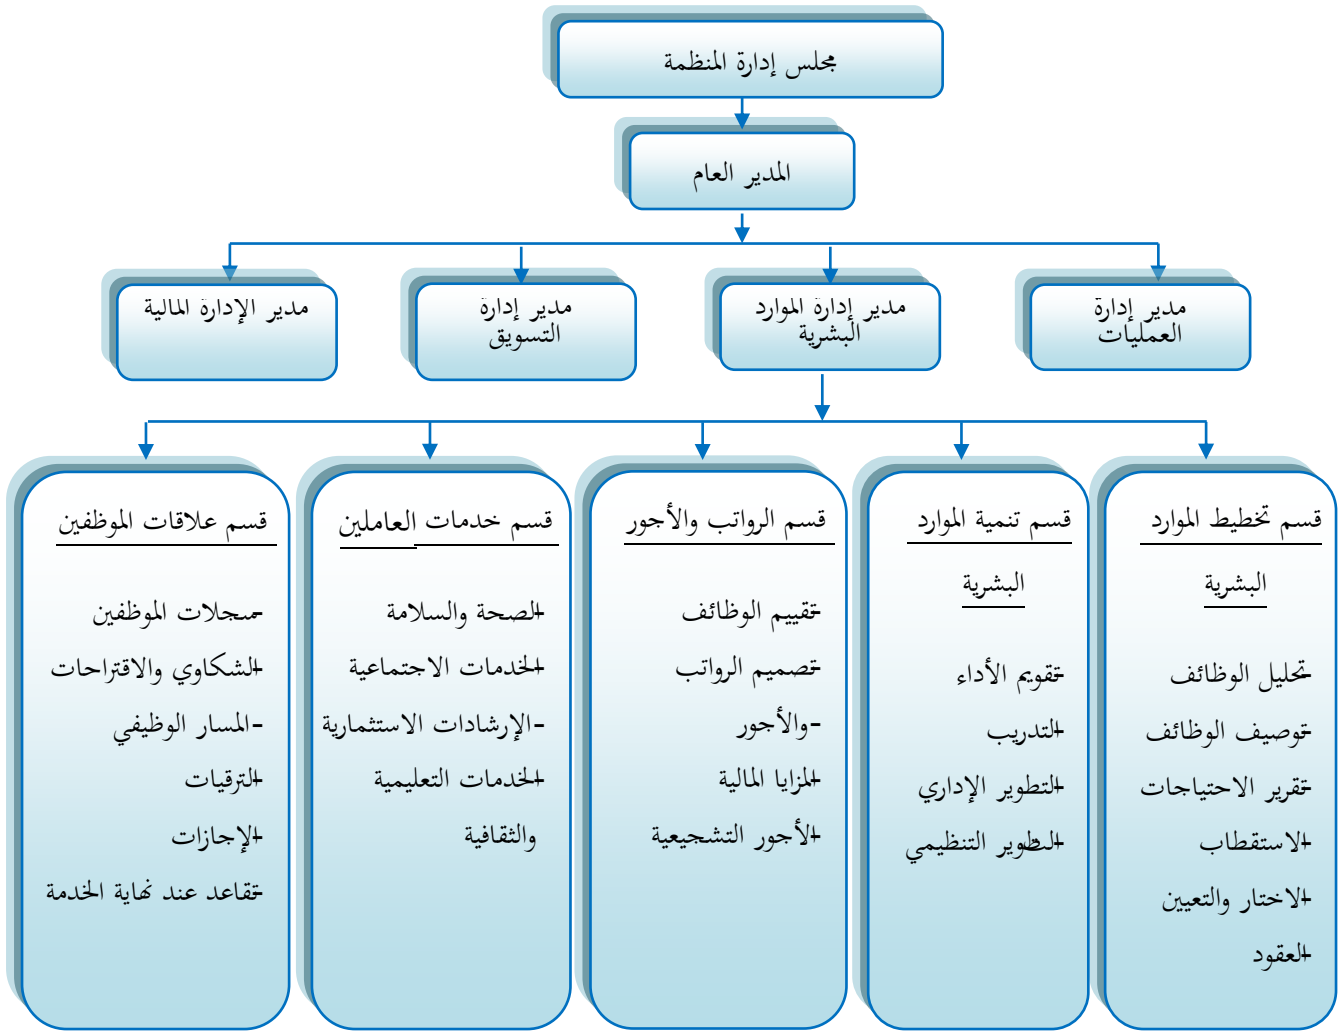 مجلس إدارة المنظمة
المدير العام
مدير إدارة
العمليات
مدير إدارة الموارد
البشرية
مدير إدارة
التسويق
مدير الإدارة المالية
قسم تخطيط الموارد
البشرية
-تحليل الوظائف
-توصيف الوظائف
-تقرير الاحتياجات
-الاستقطاب
-الاختار والتعيين
-العقود
قسم تنمية الموارد
البشرية
-تقويم الأداء
-التدريب
-التطوير الإداري
-التطوير التنظيمي
قسم الرواتب والأجور
-تقييم الوظائف
-تصميم الرواتب
-والأجور
-المزايا المالية
-الأجور التشجيعية
قسم خدمات العاملين
-الصحة والسلامة
-الخدمات الاجتماعية
-الإرشادات الاستثمارية
-الخدمات التعليمية
والثقافية
قسم علاقات الموظفين
-سجلات الموظفين
-الشكاوي والاقتراحات
-المسار الوظيفي
-الترقيات
-الإجازات
-تقاعد عند نهاية الخدمة